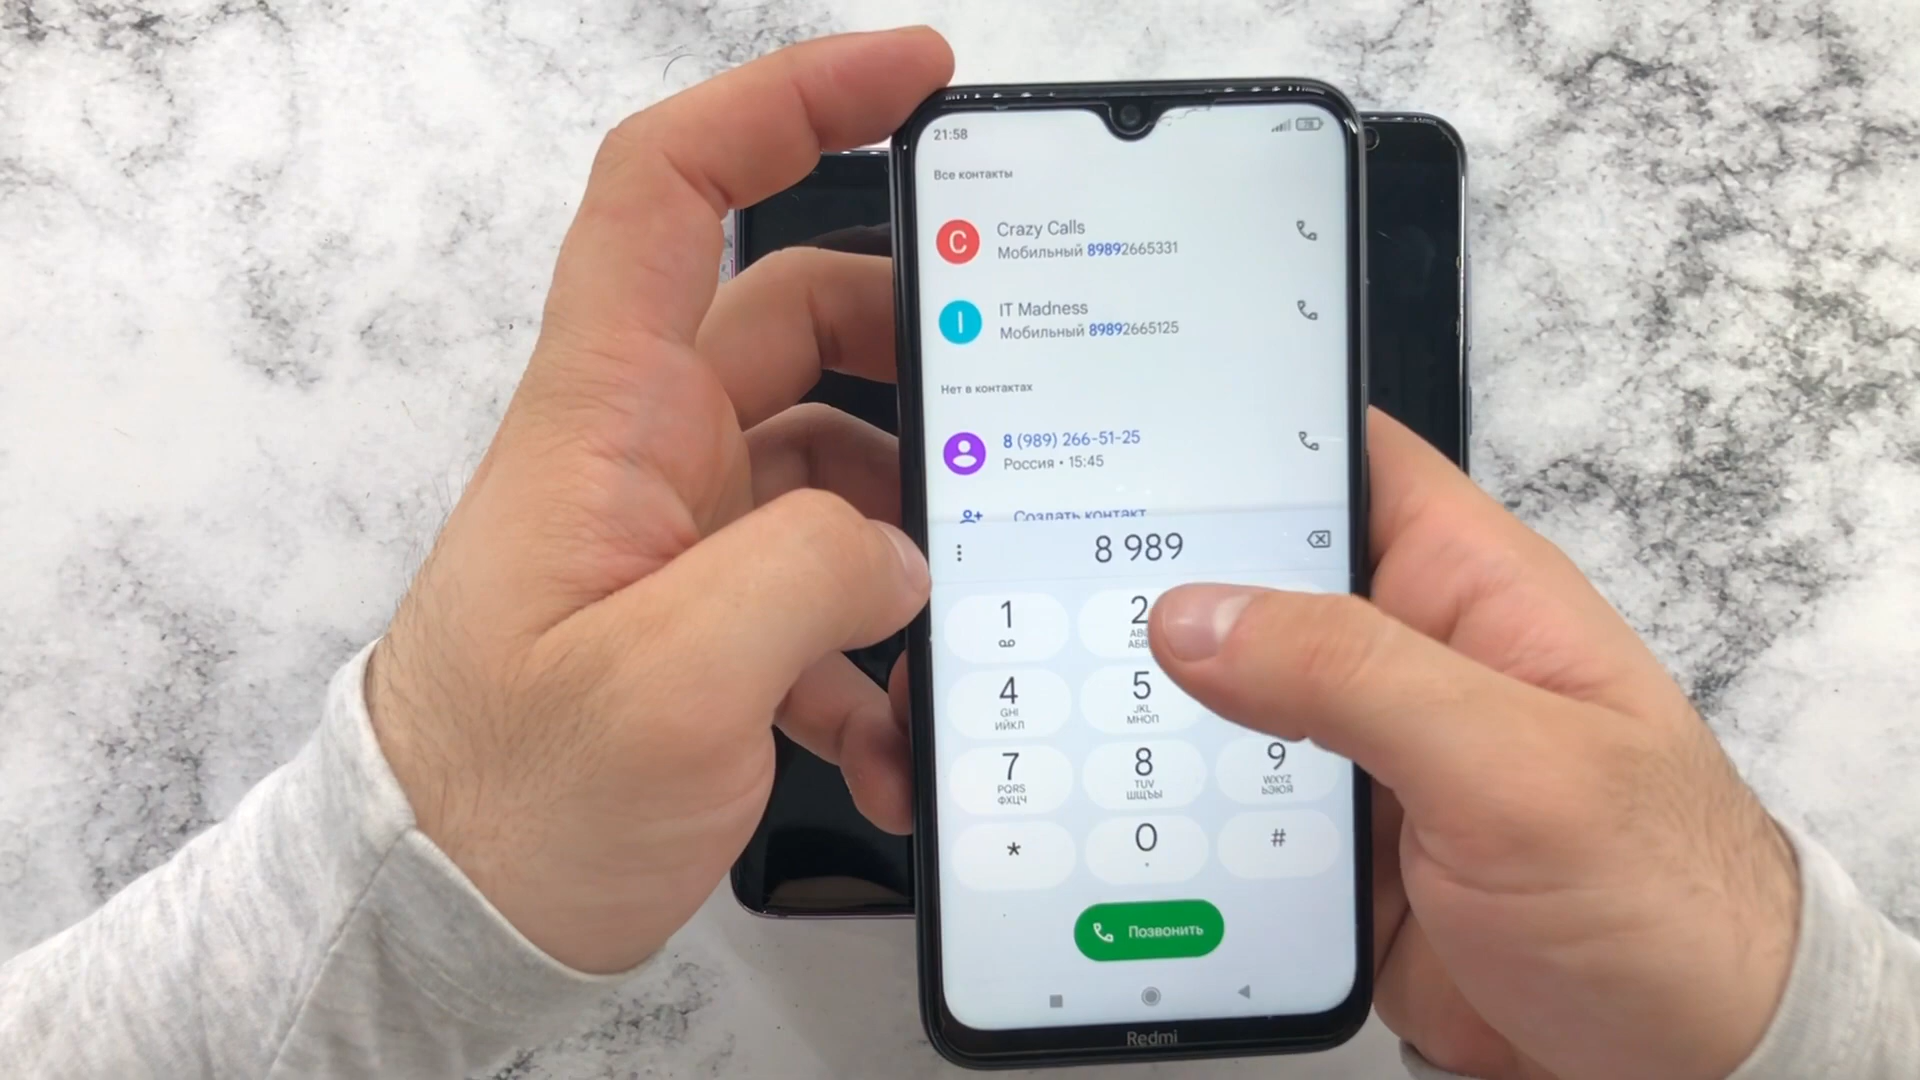 21:58
78
Все контакты
C
Crazy Calls
Мобильный 89892665331
I
IT Madness
Мобильный 89892665125
Нет в контактах
8 (989) 266-51-25
Россия • 15:45
Создать контакт
8 989
1
2
АБВ
4
GHI
ИЙКЛ
5
JKL
МНОП
7
PQRS
ФХЦЧ
8
TUV
ШЩЪЫ
9
WXYZ
ЬЭЮЯ
*
0
#
Позвонить
Redmi